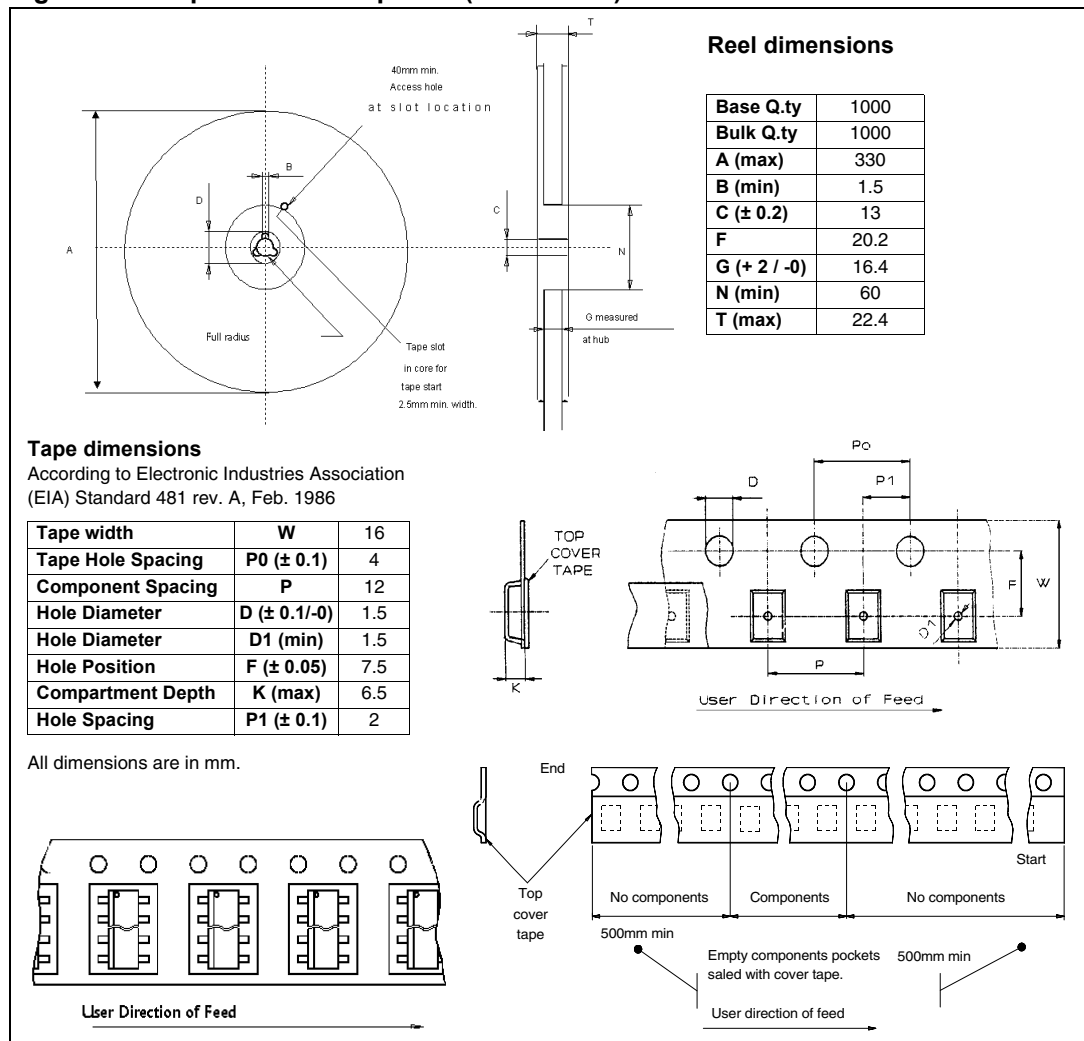 T
Reel dimensions
40mm min.
Access hole
at slot location
Base Q.ty 1000
Bulk Q.ty 1000
A (max) 330
B (min) 1.5
C (± 0.2) 13
F 20.2
G (+ 2 / -0) 16.4
N (min) 60
T (max) 22.4
B
D
C
A
N
G measured
at hub
Full radius
Tape slot
in core for
tape start
2.5mm min. width.
Tape dimensions
According to Electronic Industries Association
(EIA) Standard 481 rev. A, Feb. 1986
Tape width W 16
Tape Hole Spacing P0 (± 0.1) 4
Component Spacing P 12
Hole Diameter D (± 0.1/-0) 1.5
Hole Diameter D1 (min) 1.5
Hole Position F (± 0.05) 7.5
Compartment Depth K (max) 6.5
Hole Spacing P1 (± 0.1) 2
All dimensions are in mm.
Po
D
P1
TOP
COVER
TAPE
F
W
D1
P
K
User Direction of Feed
End
Start
Top
cover
tape
No components
Components
No components
500mm min
Empty components pockets
saled with cover tape.
500mm min
User direction of feed
User Direction of Feed